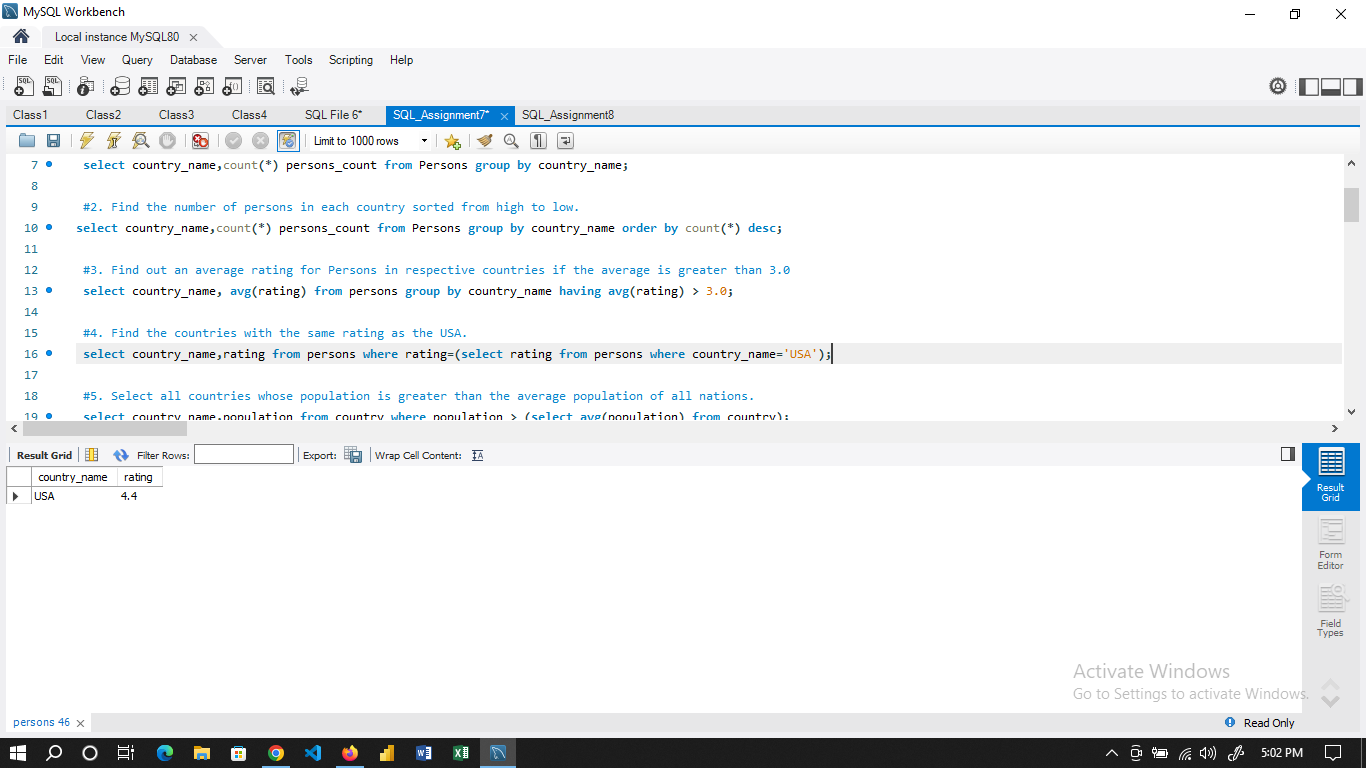 MySQL Workbench
Local instance MySQL80
File Edit View Query Database Server Tools Scripting Help
Class1 Class2 Class3 Class4 SQL File 6* SQL_Assignment7* SQL_Assignment8
Limit to 1000 rows
7 select country_name,count(*) persons_count from Persons group by country_name;
8
9 #2. Find the number of persons in each country sorted from high to low.
10 select country_name,count(*) persons_count from Persons group by country_name order by count(*) desc;
11
12 #3. Find out an average rating for Persons in respective countries if the average is greater than 3.0
13 select country_name, avg(rating) from persons group by country_name having avg(rating) > 3.0;
14
15 #4. Find the countries with the same rating as the USA.
16 select country_name,rating from persons where rating=(select rating from persons where country_name='USA');
17
18 #5. Select all countries whose population is greater than the average population of all nations.
19 select country_name,population from country where population > (select avg(population) from country);
Result Grid Filter Rows: Export: Wrap Cell Content:
country_name rating
USA 4.4
Result
Grid
Form
Editor
Field
Types
Activate Windows
Go to Settings to activate Windows.
persons 46 Read Only
5:02 PM